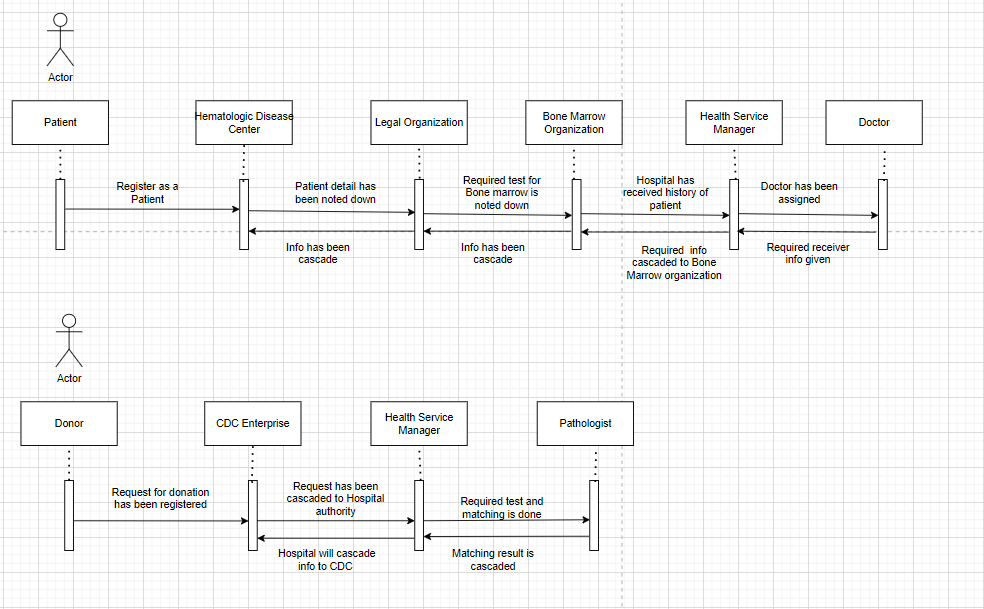 Actor
Patient
Hematologic Disease
Center
Legal Organization
Bone Marrow
Organization
Health Service
Manager
Doctor
Register as a
Patient
Patient detail has
been noted down
Required test for
Bone marrow is
noted down
Hospital has
received history of
patient
Doctor has been
assigned
Info has been
cascade
Info has been
cascade
Required info
cascaded to Bone
Marrow organization
Required receiver
info given
Actor
Donor
CDC Enterprise
Health Service
Manager
Pathologist
Request for donation
has been registered
Request has been
cascaded to Hospital
authority
Required test and
matching is done
Hospital will cascade
info to CDC
Matching result is
cascaded